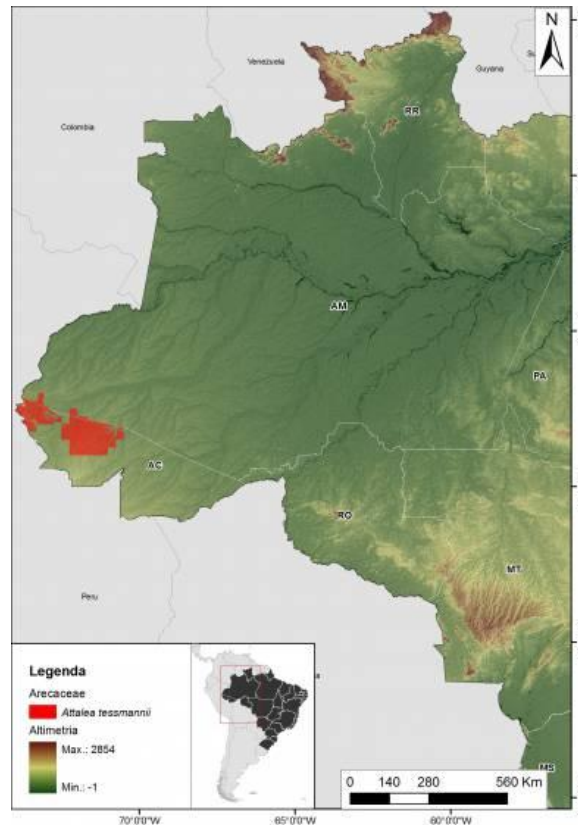 N
Venezuela
Guyana
Su
Colombia
RR
AM
PA
AC
RO
MT
Peru
MS
Legenda
Arecaceae
Attalea tessmannii
Altimetria
Max.: 2854
Min.: -1
0 140 280 560 Km
70°0'0"W 65°0'0"W 60°0'0"W